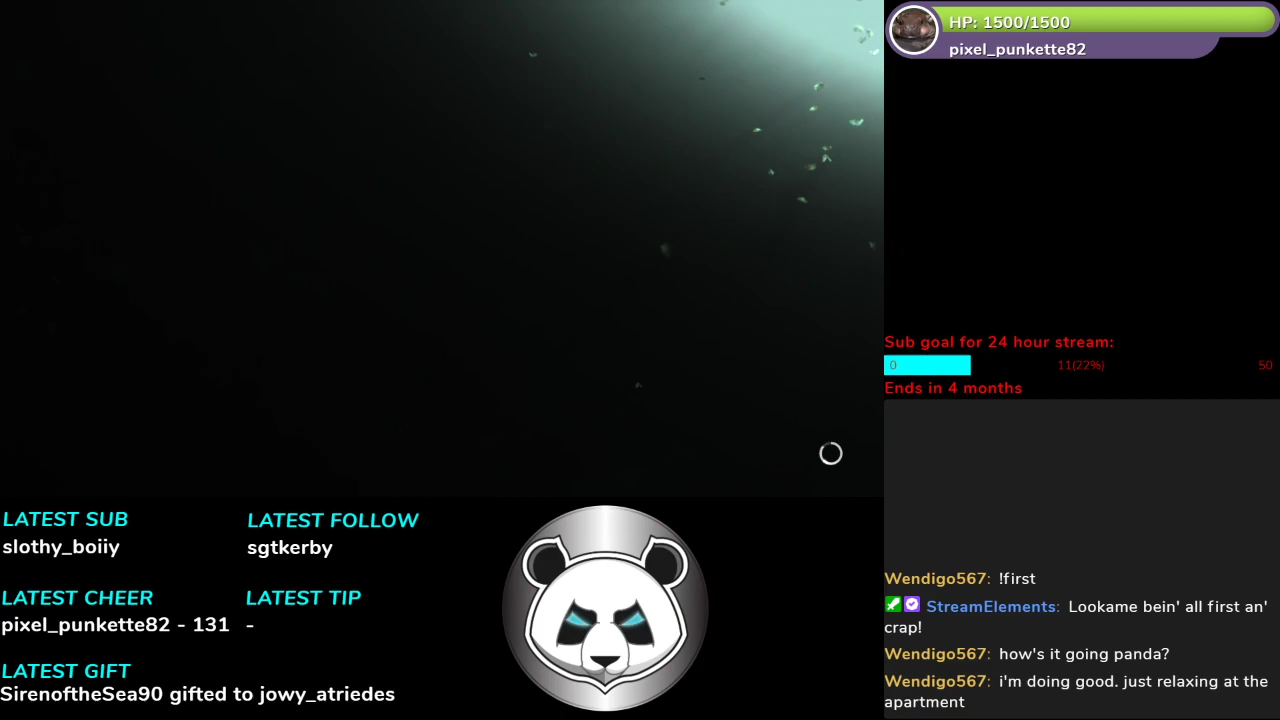 HP: 1500/1500
pixel_punkette82
Sub goal for 24 hour stream:
0 11(22%) 50
Ends in 4 months
Wendigo567: !first
StreamElements: Lookame bein' all first an'
crap!
Wendigo567: how's it going panda?
Wendigo567: i'm doing good. just relaxing at the
apartment
LATEST SUB
slothy_boiiy
LATEST FOLLOW
sgtkerby
LATEST CHEER
pixel_punkette82 - 131
LATEST TIP
-
LATEST GIFT
SirenoftheSea90 gifted to jowy_atriedes